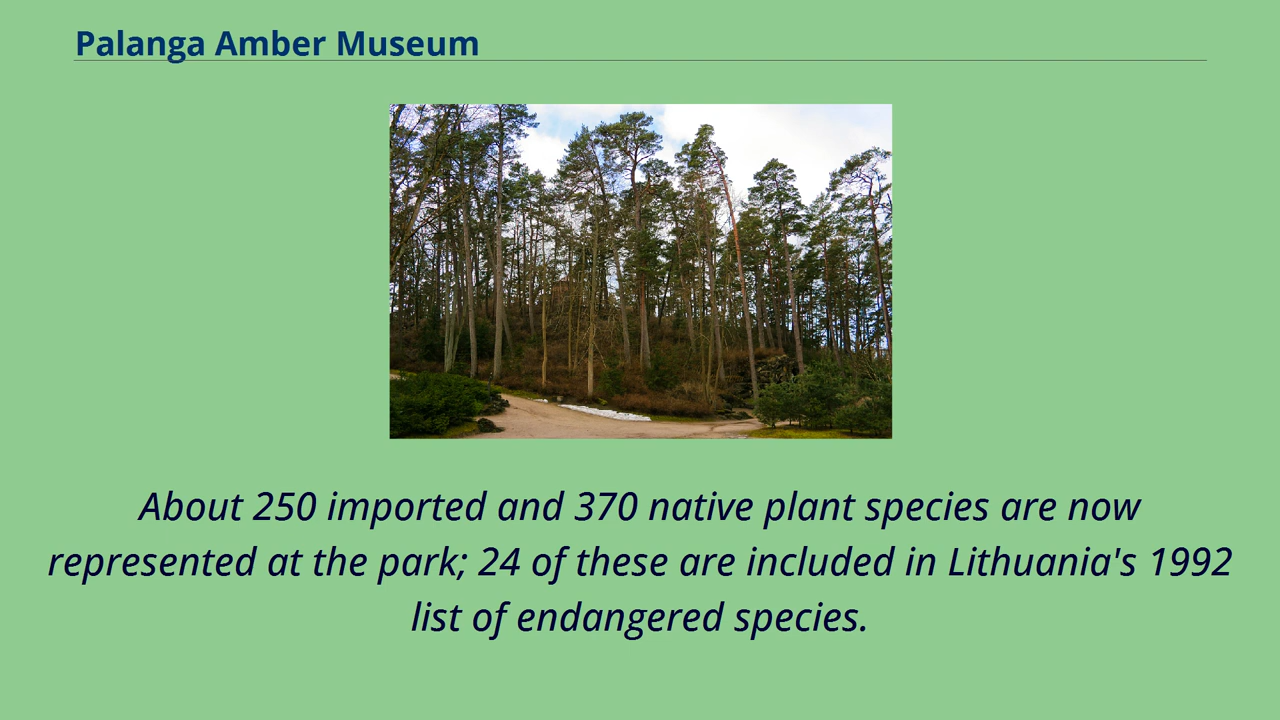 Palanga Amber Museum
About 250 imported and 370 native plant species are now
represented at the park; 24 of these are included in Lithuania's 1992
list of endangered species.